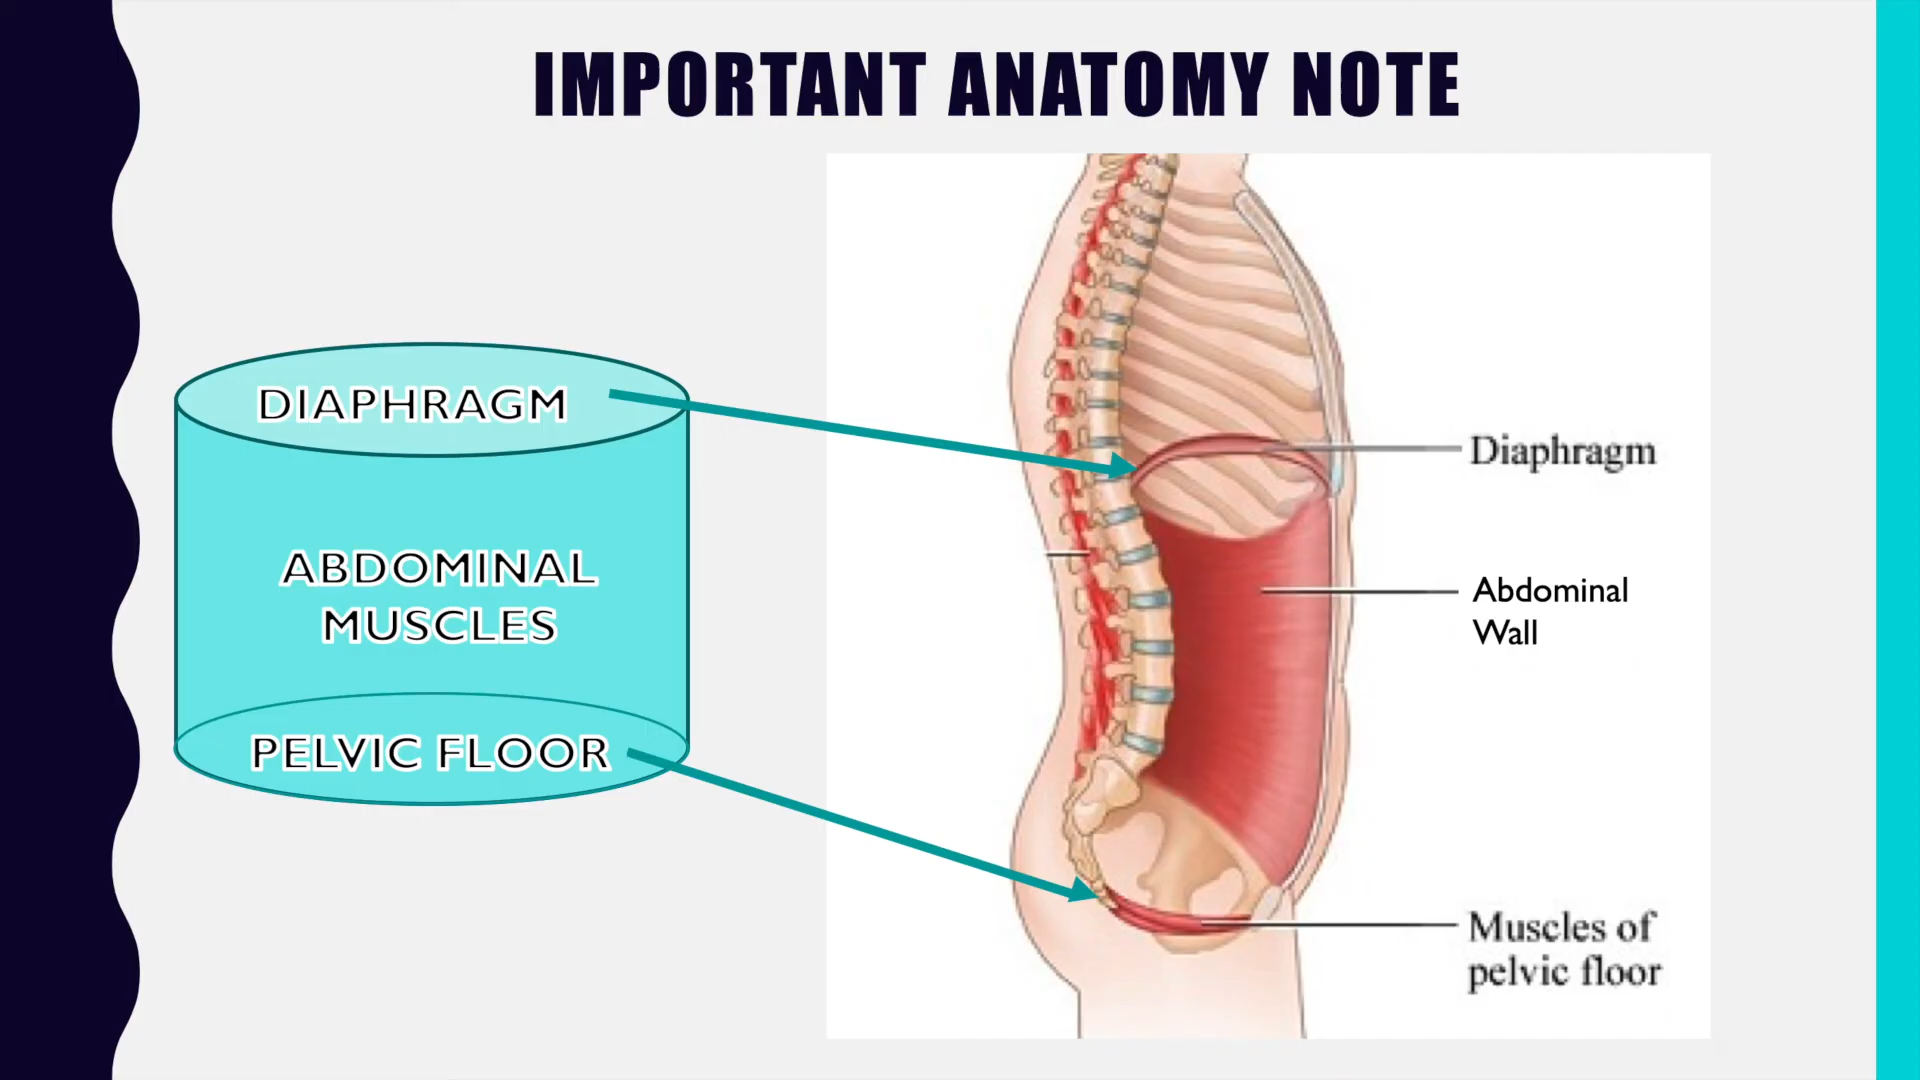 IMPORTANT ANATOMY NOTE
DIAPHRAGM
ABDOMINAL
MUSCLES
PELVIC FLOOR
Diaphragm
Abdominal
Wall
Muscles of
pelvic floor